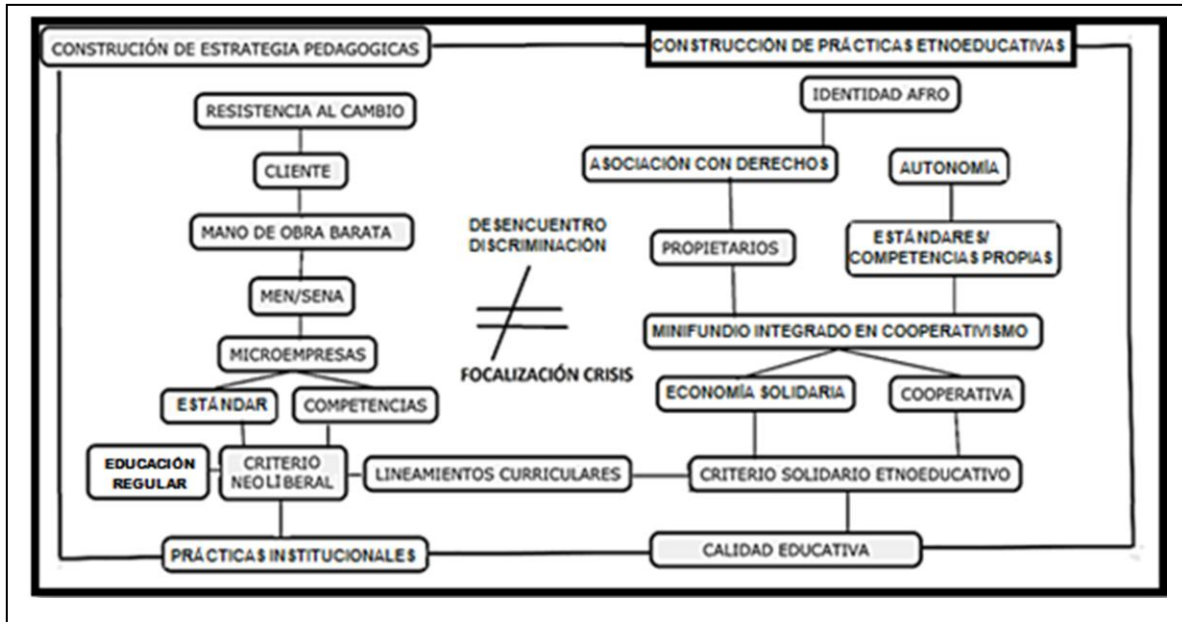 CONSTRUCIÓN DE ESTRATEGIA PEDAGOGICAS
CONSTRUCCIÓN DE PRÁCTICAS ETNOEDUCATIVAS
RESISTENCIA AL CAMBIO
CLIENTE
MANO DE OBRA BARATA
MEN/SENA
MICROEMPRESAS
ESTÁNDAR
COMPETENCIAS
EDUCACIÓN
REGULAR
CRITERIO
NEOLIBERAL
LINEAMIENTOS CURRICULARES
PRÁCTICAS INSTITUCIONALES
DESENCUENTRO
DISCRIMINACIÓN
≠
FOCALIZACIÓN CRISIS
IDENTIDAD AFRO
ASOCIACIÓN CON DERECHOS
AUTONOMÍA
PROPIETARIOS
ESTÁNDARES/
COMPETENCIAS PROPIAS
MINIFUNDIO INTEGRADO EN COOPERATIVISMO
ECONOMÍA SOLIDARIA
COOPERATIVA
CRITERIO SOLIDARIO ETNOEDUCATIVO
CALIDAD EDUCATIVA